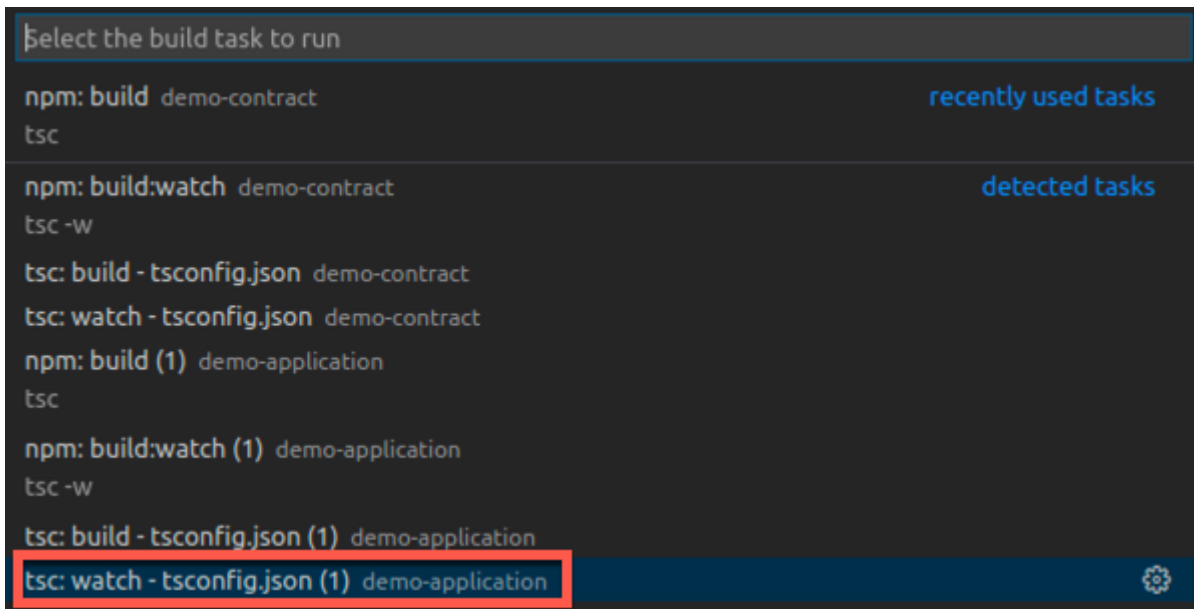 Select the build task to run
npm: build demo-contract recently used tasks
tsc
npm: build:watch demo-contract detected tasks
tsc -w
tsc: build - tsconfig.json demo-contract
tsc: watch - tsconfig.json demo-contract
npm: build (1) demo-application
tsc
npm: build:watch (1) demo-application
tsc -w
tsc: build - tsconfig.json (1) demo-application
tsc: watch - tsconfig.json (1) demo-application